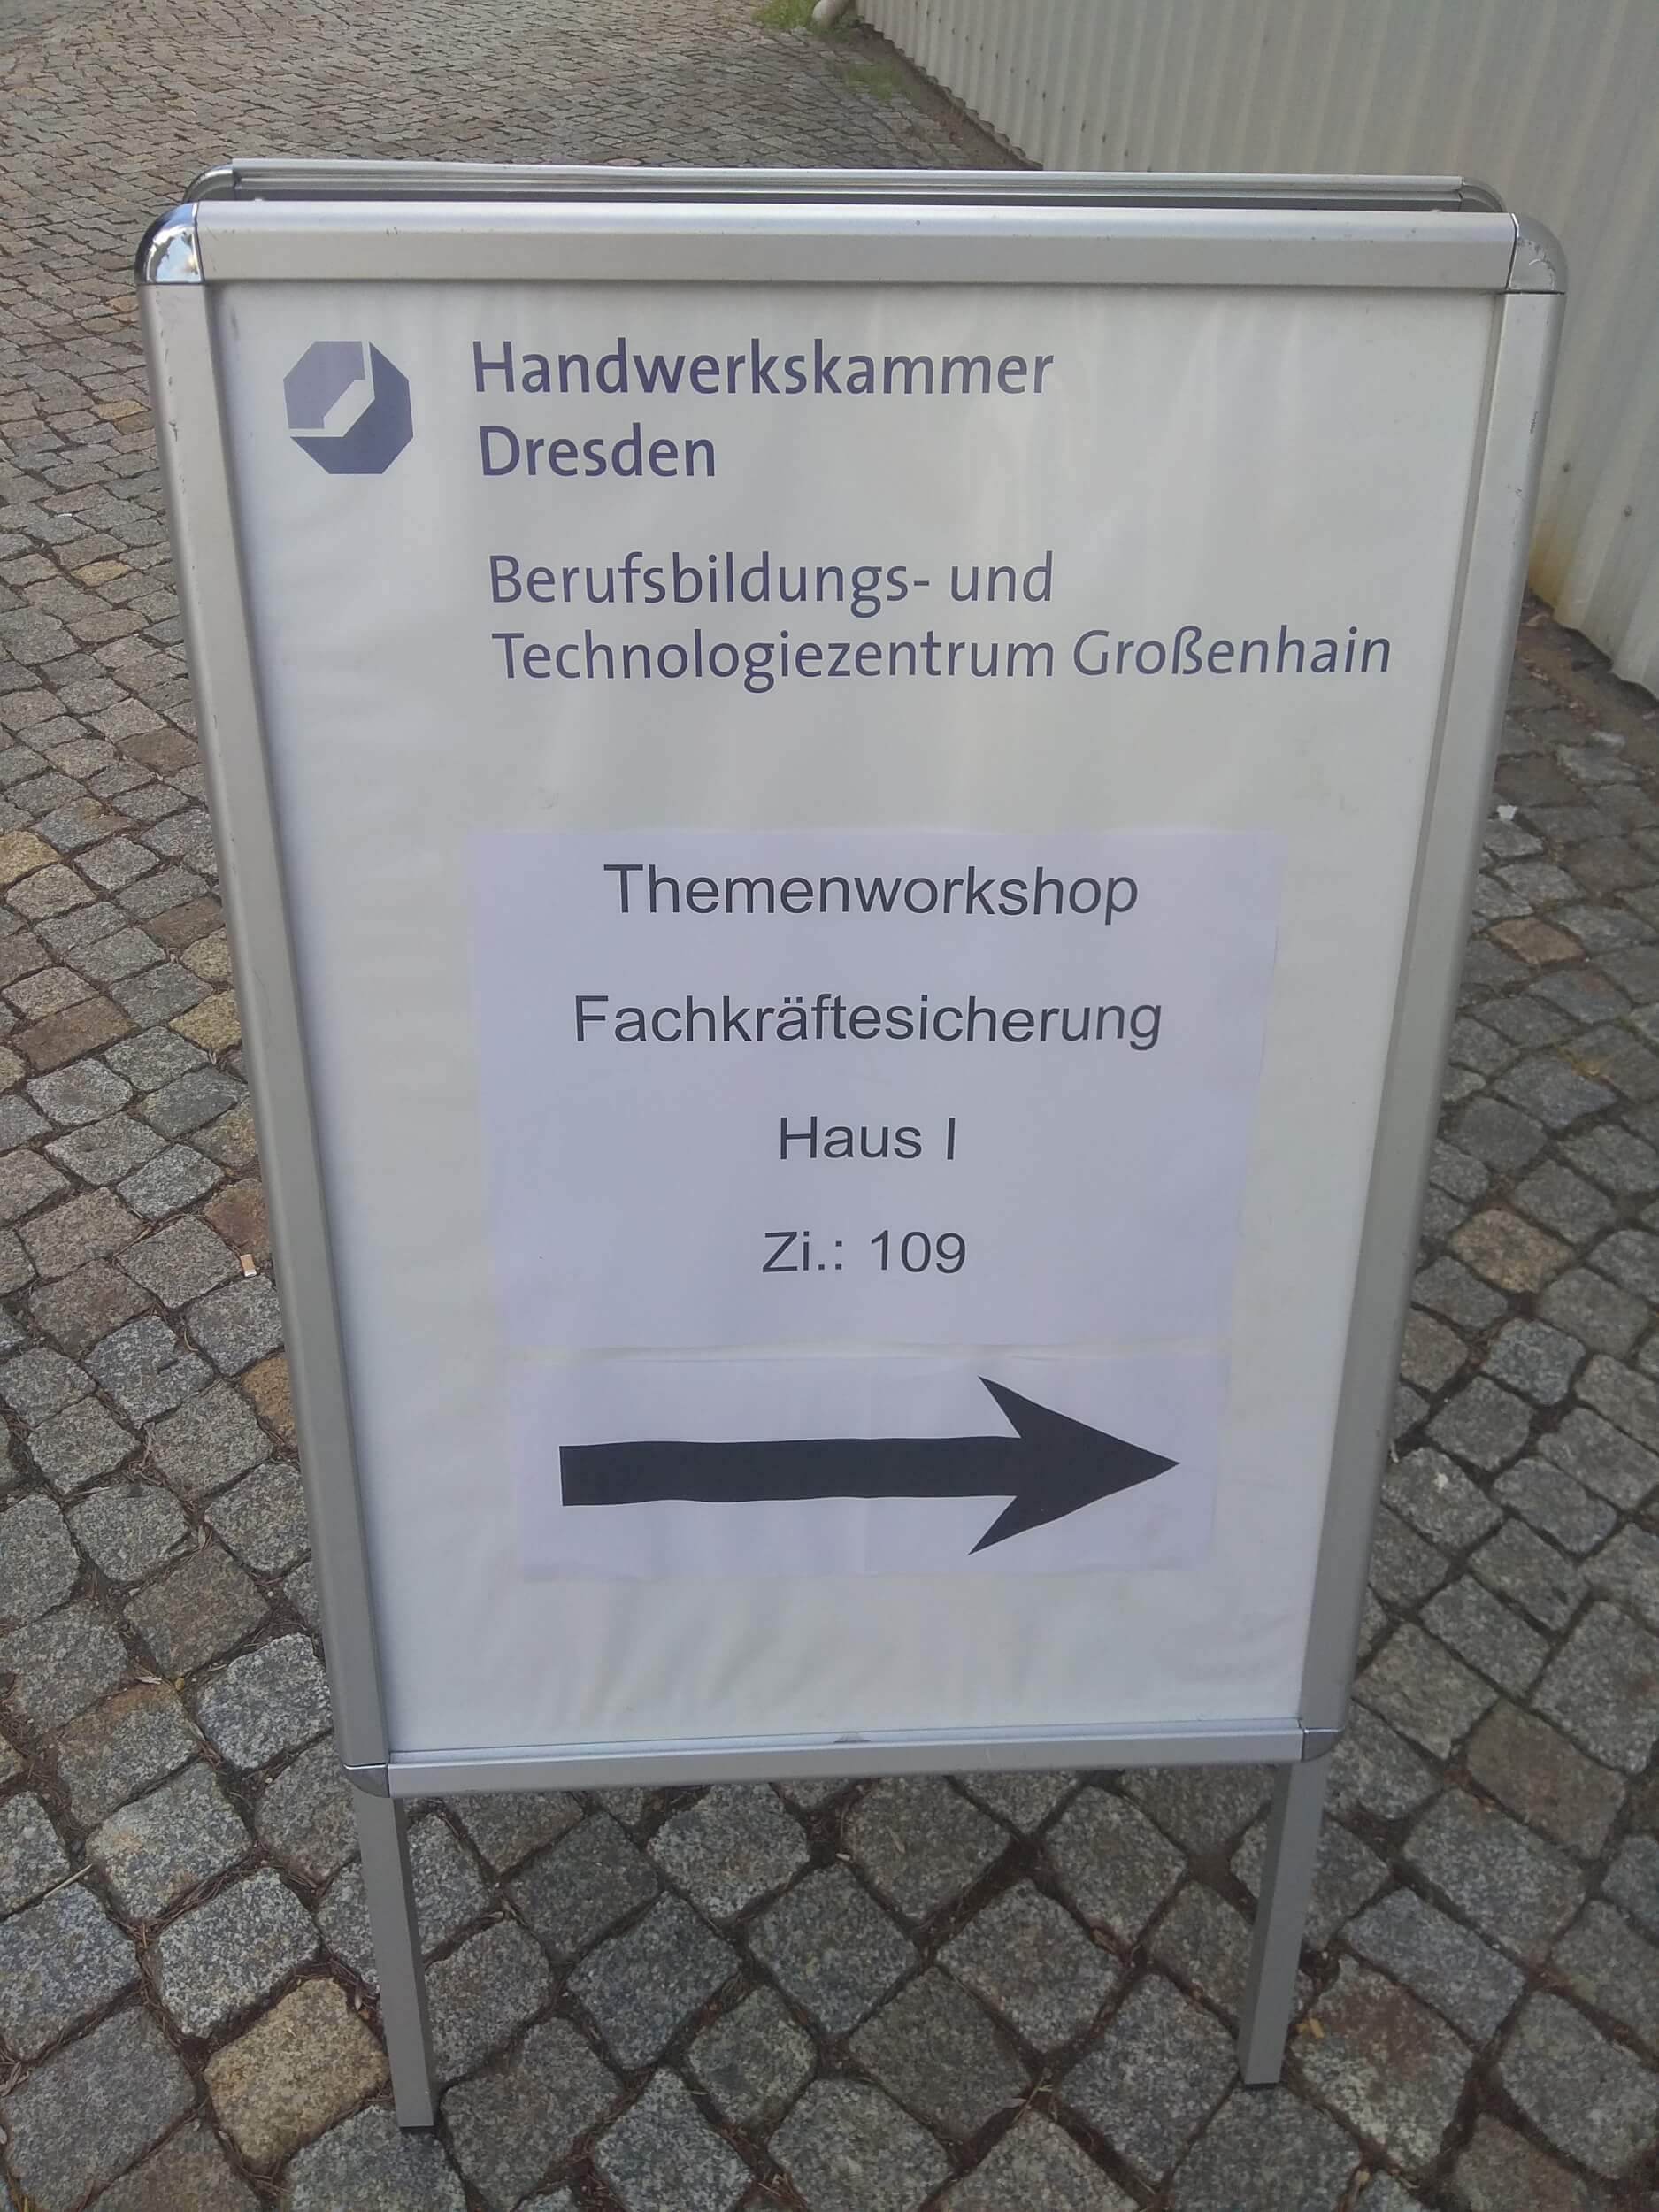 Handwerkskammer
Dresden
Berufsbildungs- und
Technologiezentrum Großenhain
Themenworkshop
Fachkräftesicherung
Haus I
Zi.: 109